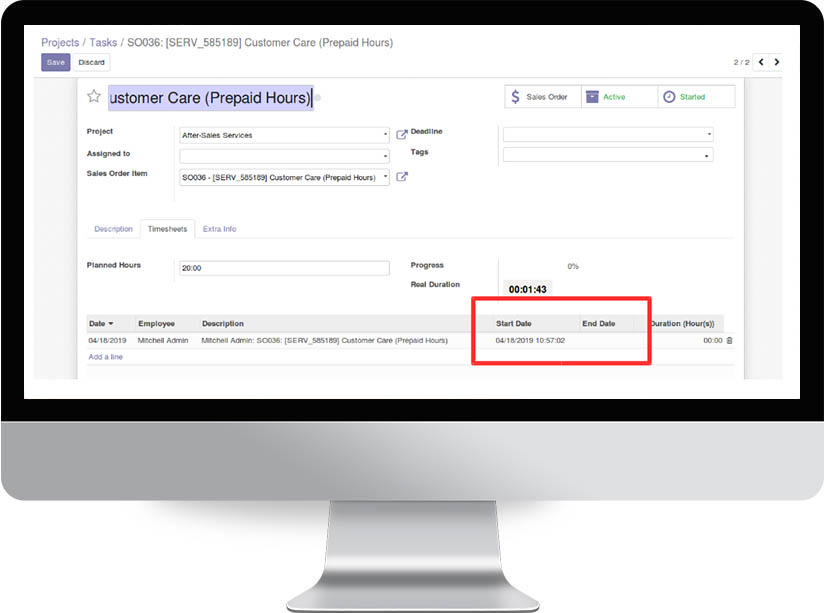 Projects / Tasks / SO036: [SERV_585189] Customer Care (Prepaid Hours)
Save Discard 2 / 2
ustomer Care (Prepaid Hours) $ Sales Order Active Started
Project After-Sales Services Deadline
Assigned to Tags
Sales Order Item SO036 - [SERV_585189] Customer Care (Prepaid Hours)
Description Timesheets Extra Info
Planned Hours 20:00 Progress 0%
Real Duration 00:01:43
Date Employee Description Start Date End Date Duration (Hour(s))
04/18/2019 Mitchell Admin Mitchell Admin: SO036: [SERV_585189] Customer Care (Prepaid Hours) 04/18/2019 10:57:02 00:00
Add a line